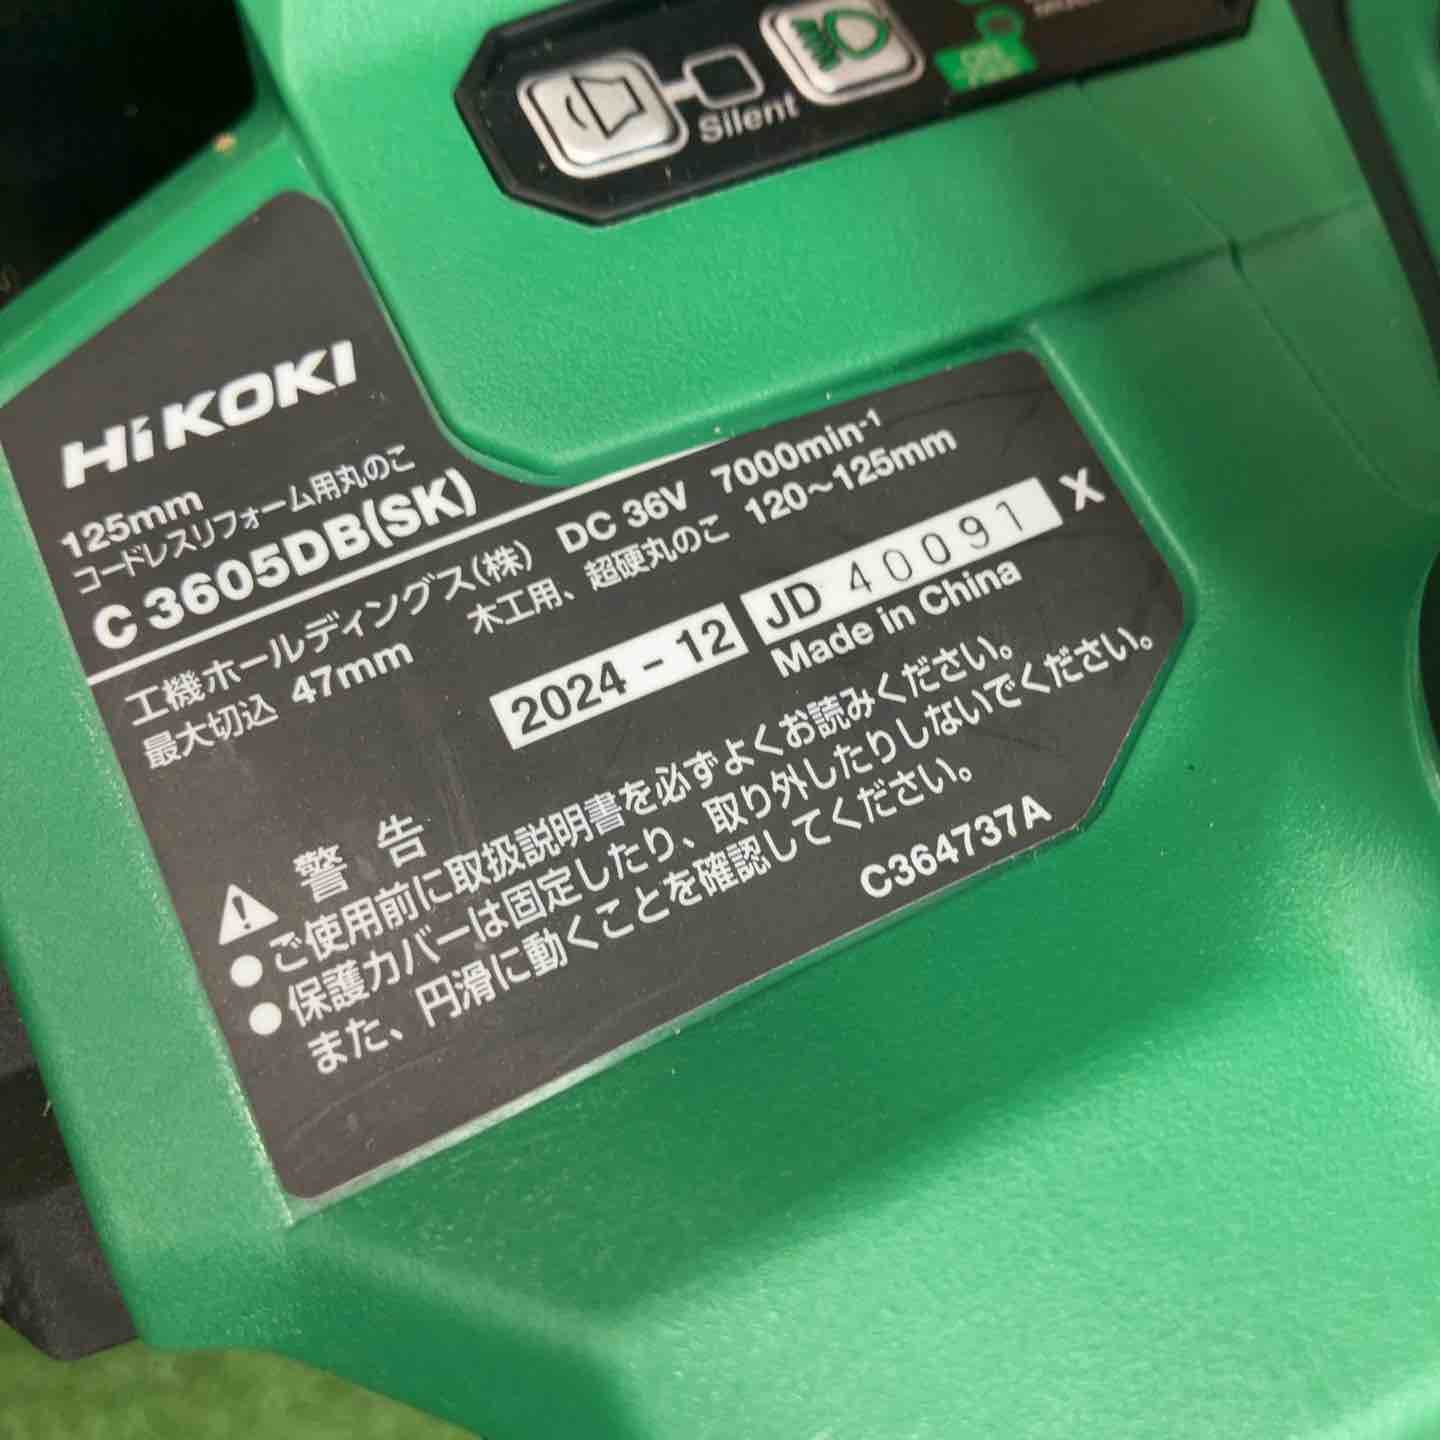 Silent
HiKOKI
125mm
コードレスリフォーム用丸のこ
C 3605DB(SK)
工機ホールディングス(株) DC 36V 7000min-1
最大切込 47mm 木工用、超硬丸のこ 120~125mm
2024-12 JD 40091 X
Made in China
警告
●ご使用前に取扱説明書を必ずよくお読みください。
●保護カバーは固定したり、取り外したりしないでください。
また、円滑に動くことを確認してください。
C364737A